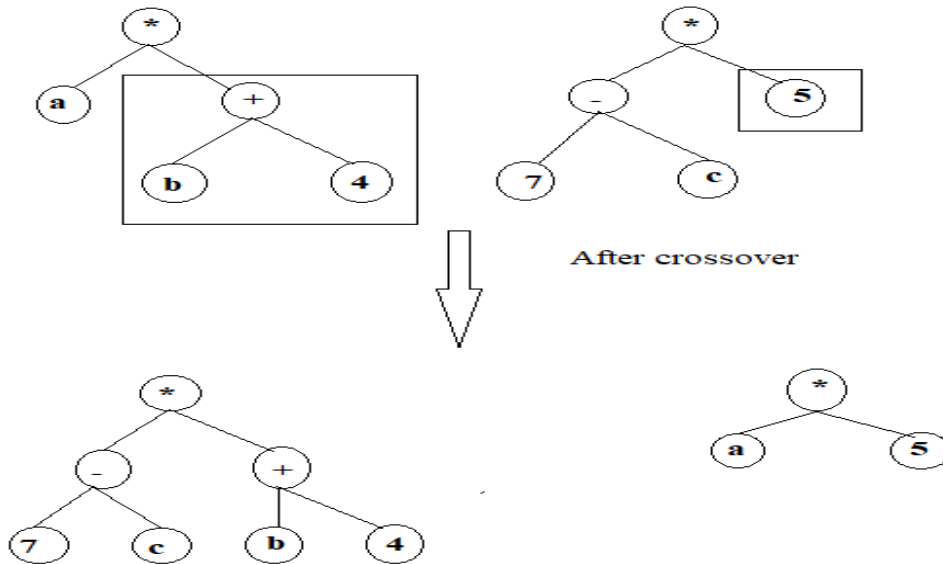 * *
a + - 5
b 4 7 c
After crossover
* *
- + a 5
7 c b 4